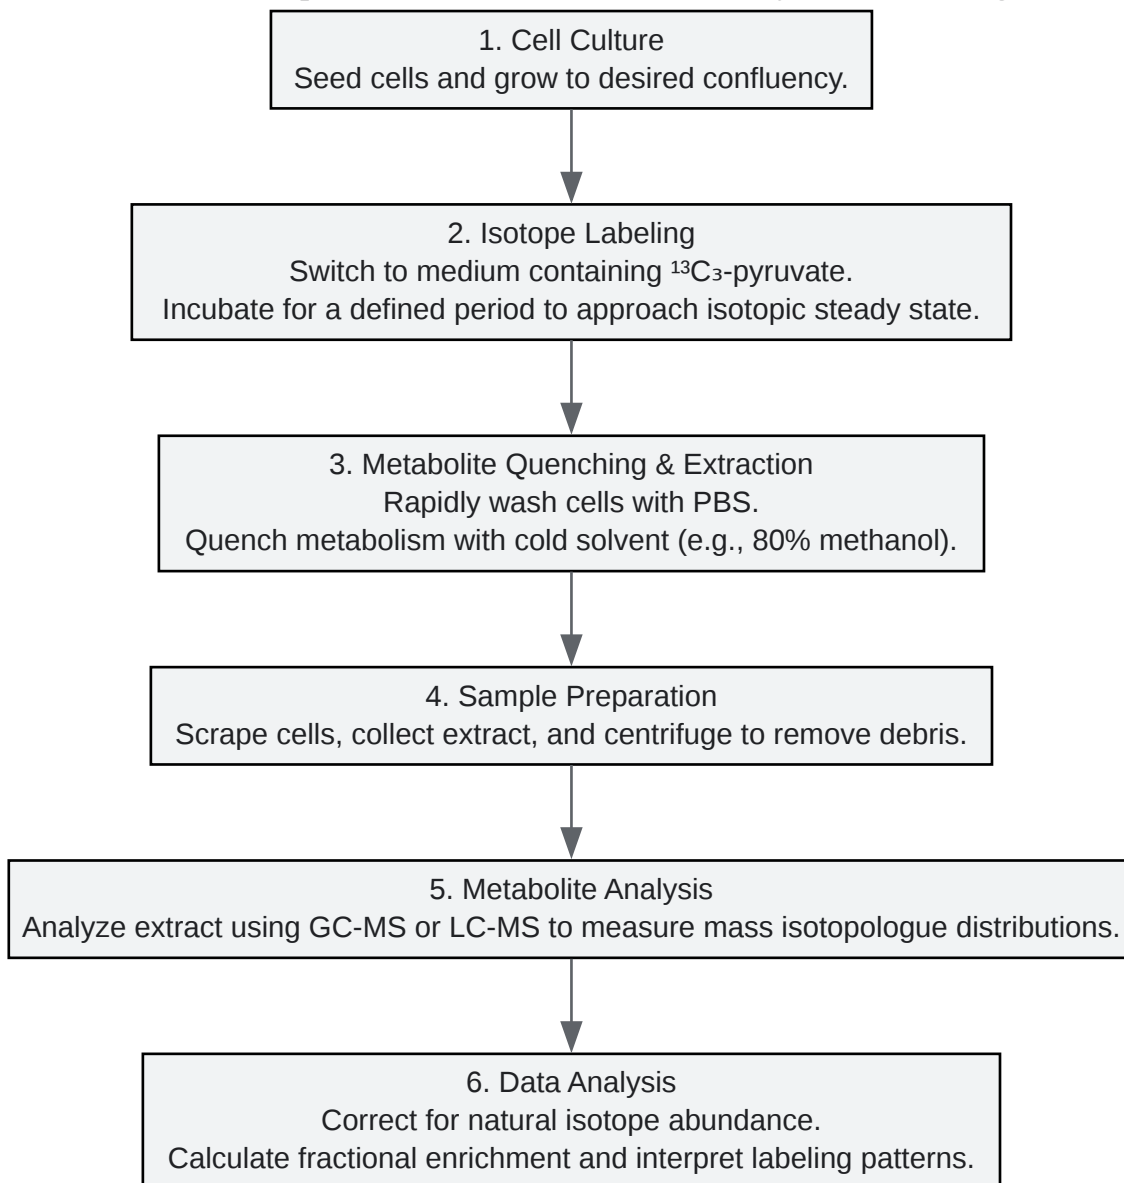 1. Cell Culture
Seed cells and grow to desired confluency.
2. Isotope Labeling
Switch to medium containing ¹³C₃-pyruvate.
Incubate for a defined period to approach isotopic steady state.
3. Metabolite Quenching & Extraction
Rapidly wash cells with PBS.
Quench metabolism with cold solvent (e.g., 80% methanol).
4. Sample Preparation
Scrape cells, collect extract, and centrifuge to remove debris.
5. Metabolite Analysis
Analyze extract using GC-MS or LC-MS to measure mass isotopologue distributions.
6. Data Analysis
Correct for natural isotope abundance.
Calculate fractional enrichment and interpret labeling patterns.